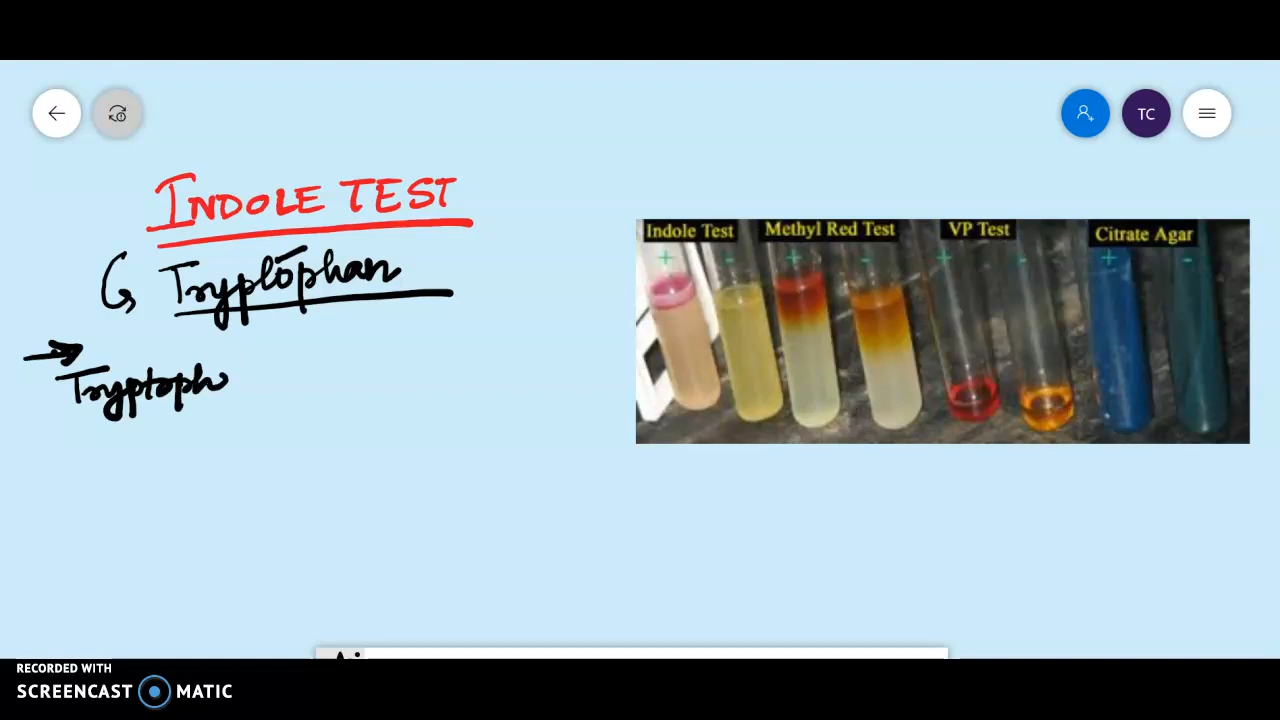 TC
INDOLE TEST
Tryptophan
Tryptoph
Indole Test Methyl Red Test VP Test Citrate Agar
+ - + - + - + -
RECORDED WITH
SCREENCAST MATIC